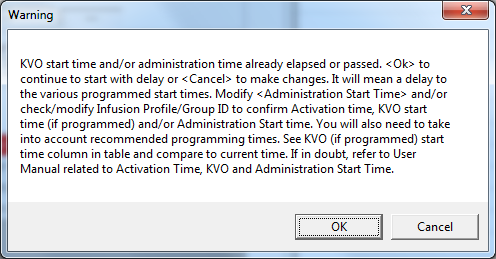 Warning
KVO start time and/or administration time already elapsed or passed. <Ok> to
continue to start with delay or <Cancel> to make changes. It will mean a delay to
the various programmed start times. Modify <Administration Start Time> and/or
check/modify Infusion Profile/Group ID to confirm Activation time, KVO start
time (if programmed) and/or Administration Start time. You will also need to take
into account recommended programming times. See KVO (if programmed) start
time column in table and compare to current time. If in doubt, refer to User
Manual related to Activation Time, KVO and Administration Start Time.
OK Cancel